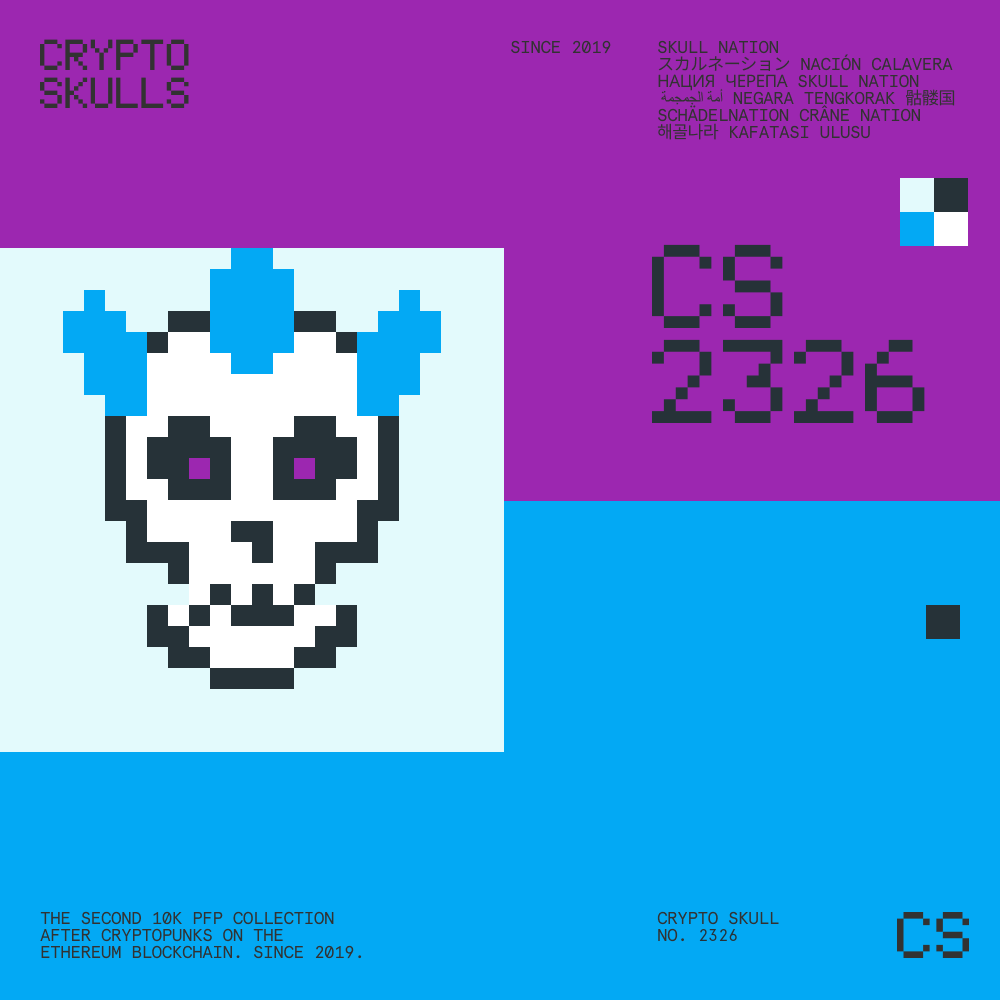 CRYPTO
SKULLS
SINCE 2019
SKULL NATION
スカルネーション NACIÓN CALAVERA
НАЦИЯ ЧЕРЕПА SKULL NATION
أمة الجمجمة NEGARA TENGKORAK 骷髅国
SCHÄDELNATION CRÂNE NATION
해골나라 KAFATASI ULUSU
CS
2326
THE SECOND 10K PFP COLLECTION
AFTER CRYPTOPUNKS ON THE
ETHEREUM BLOCKCHAIN. SINCE 2019.
CRYPTO SKULL
NO. 2326
CS